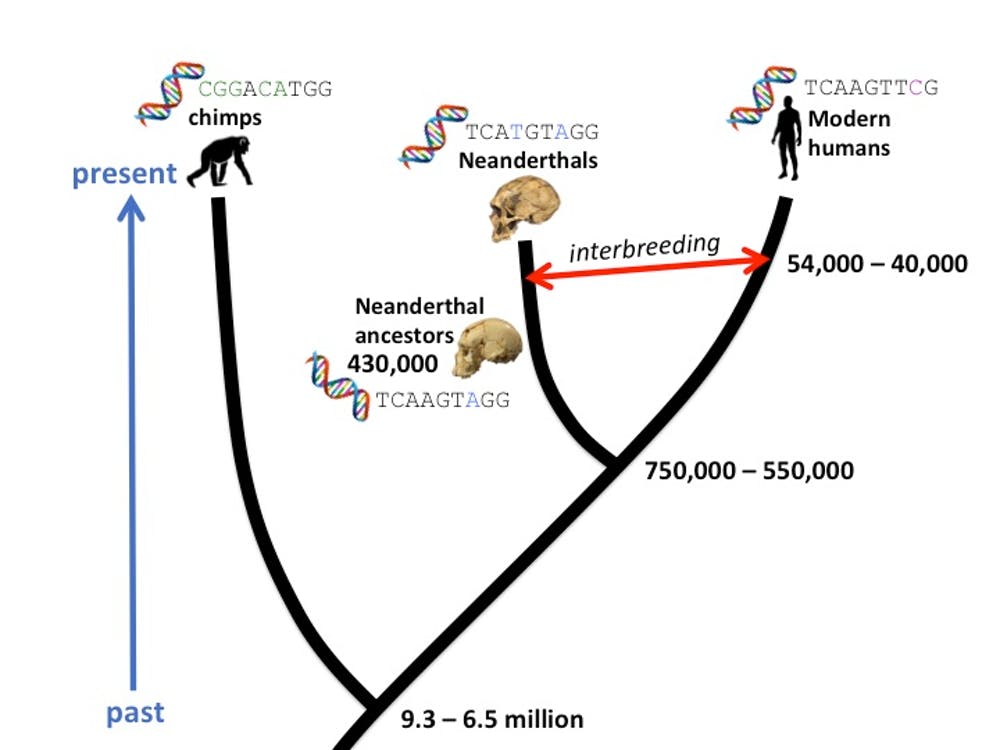 CGGACATGG
chimps
TCATGTAGG
Neanderthals
TCAAGTTCG
Modern
humans
present
interbreeding
54,000 – 40,000
Neanderthal
ancestors
430,000
TCAAGTAGG
750,000 – 550,000
past
9.3 – 6.5 million